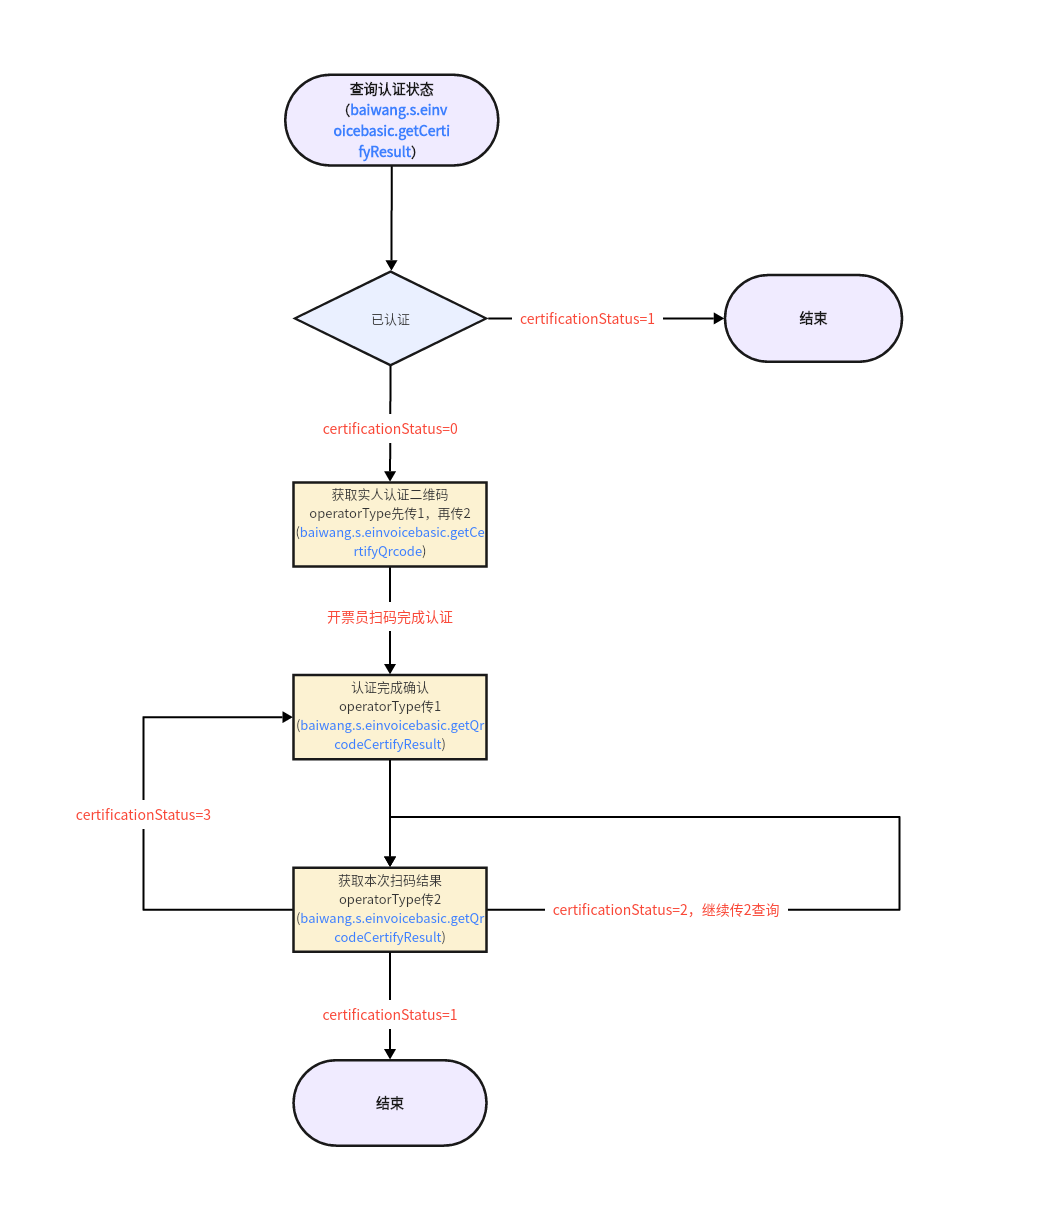 查询认证状态
（baiwang.s.einv
oicebasic.getCerti
fyResult）
已认证
certificationStatus=1
结束
certificationStatus=0
获取实人认证二维码
operatorType先传1，再传2
(baiwang.s.einvoicebasic.getCe
rtifyQrcode)
开票员扫码完成认证
认证完成确认
operatorType传1
(baiwang.s.einvoicebasic.getQr
codeCertifyResult)
certificationStatus=3
获取本次扫码结果
operatorType传2
(baiwang.s.einvoicebasic.getQr
codeCertifyResult)
certificationStatus=2，继续传2查询
certificationStatus=1
结束